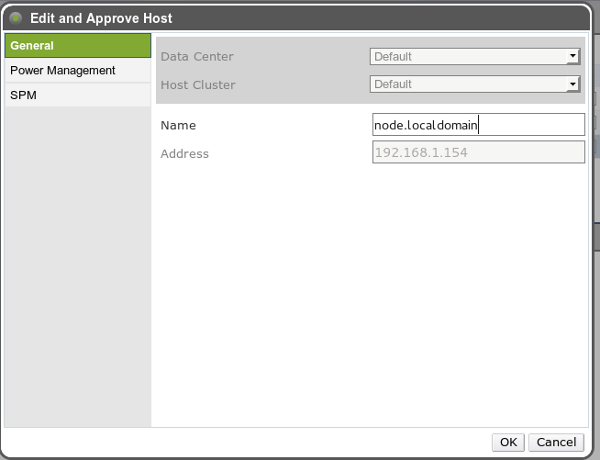 Edit and Approve Host
General
Power Management
SPM
Data Center Default
Host Cluster Default
Name node.localdomain
Address 192.168.1.154
OK Cancel